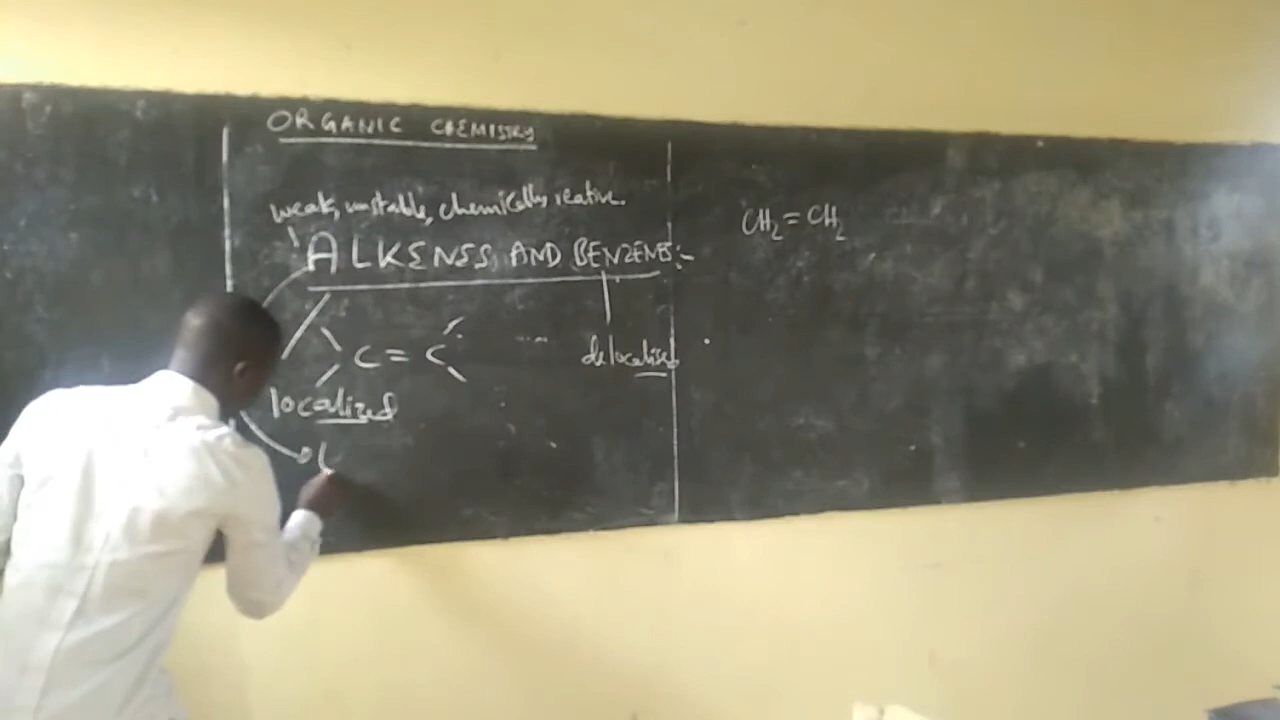 ORGANIC CHEMISTRY
weak, unstable, chemically reative.
ALKENES AND BENZENE:-
C = C
delocalised
localized
CH2 = CH2